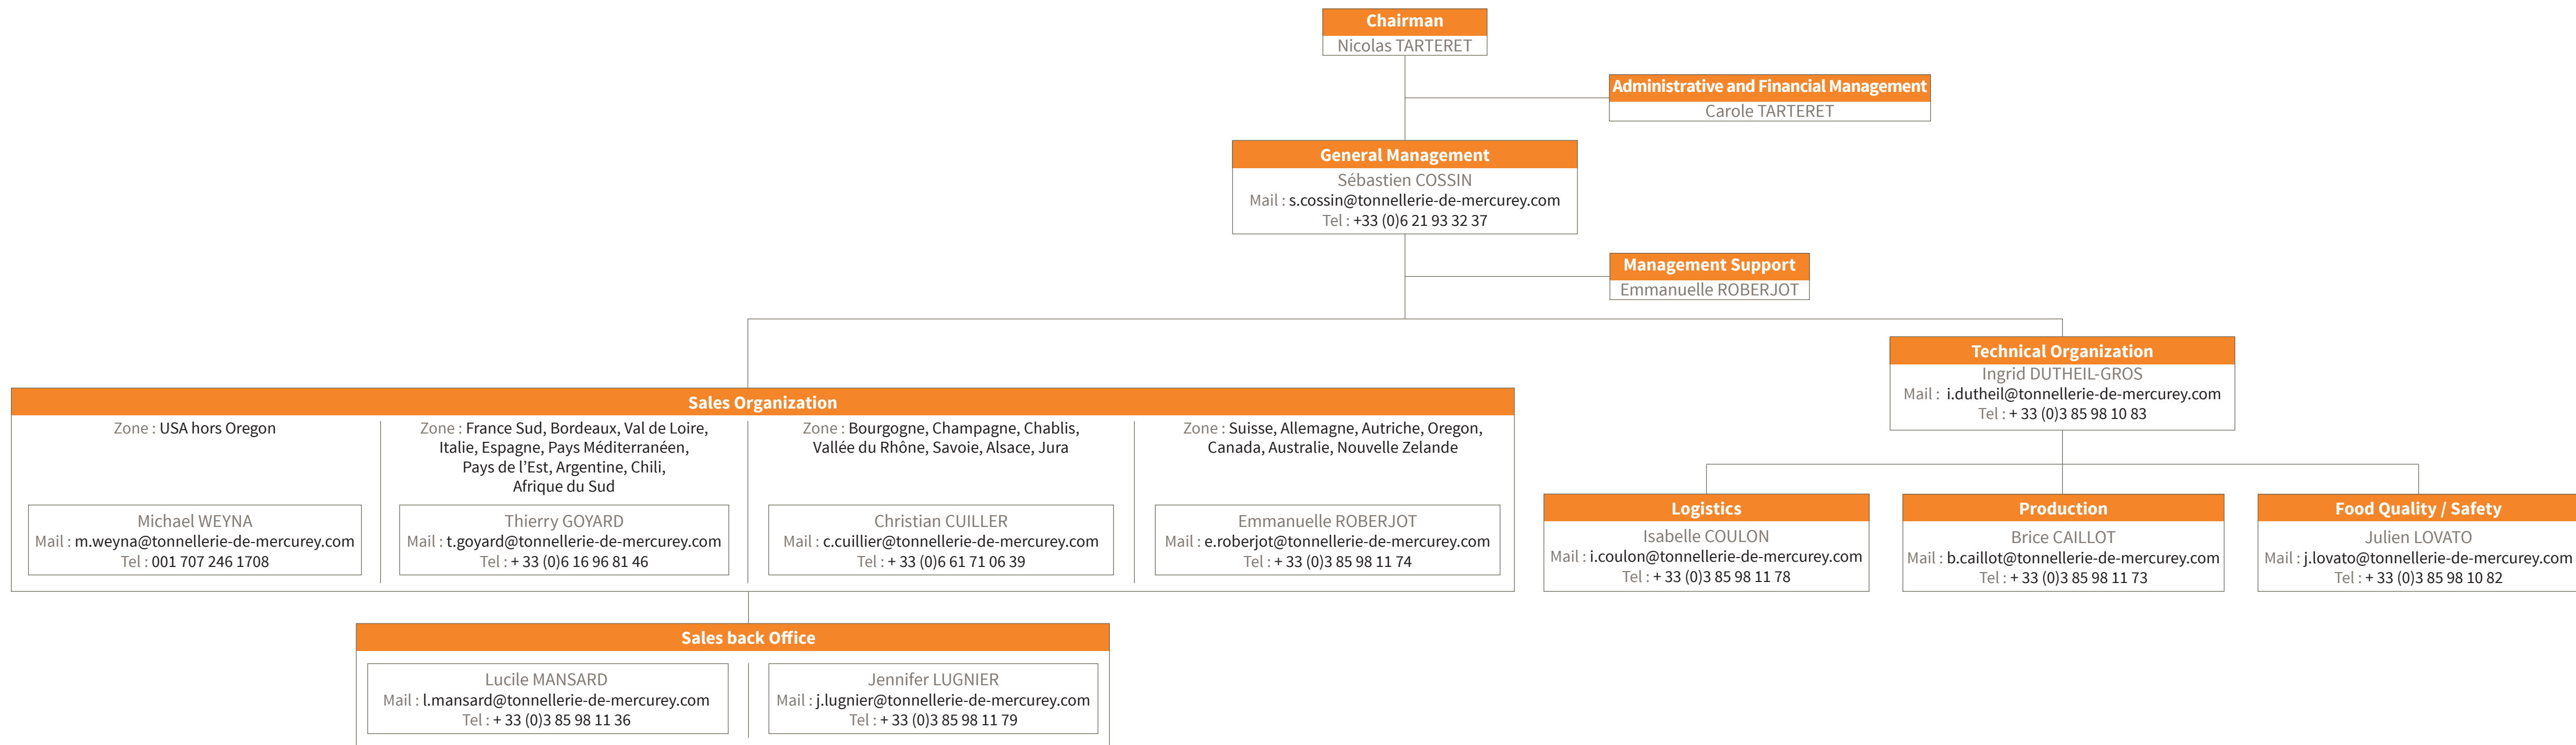 Chairman
Nicolas TARTERET
Administrative and Financial Management
Carole TARTERET
General Management
Sébastien COSSIN
Mail : s.cossin@tonnellerie-de-mercurey.com
Tel : +33 (0)6 21 93 32 37
Management Support
Emmanuelle ROBERJOT
Technical Organization
Ingrid DUTHEIL-GROS
Mail : i.dutheil@tonnellerie-de-mercurey.com
Tel : + 33 (0)3 85 98 10 83
Sales Organization
Zone : USA hors Oregon
Michael WEYNA
Mail : m.weyna@tonnellerie-de-mercurey.com
Tel : 001 707 246 1708
Zone : France Sud, Bordeaux, Val de Loire,
Italie, Espagne, Pays Méditerranéen,
Pays de l’Est, Argentine, Chili,
Afrique du Sud
Thierry GOYARD
Mail : t.goyard@tonnellerie-de-mercurey.com
Tel : + 33 (0)6 16 96 81 46
Zone : Bourgogne, Champagne, Chablis,
Vallée du Rhône, Savoie, Alsace, Jura
Christian CUILLER
Mail : c.cuillier@tonnellerie-de-mercurey.com
Tel : + 33 (0)6 61 71 06 39
Zone : Suisse, Allemagne, Autriche, Oregon,
Canada, Australie, Nouvelle Zelande
Emmanuelle ROBERJOT
Mail : e.roberjot@tonnellerie-de-mercurey.com
Tel : + 33 (0)3 85 98 11 74
Logistics
Isabelle COULON
Mail : i.coulon@tonnellerie-de-mercurey.com
Tel : + 33 (0)3 85 98 11 78
Production
Brice CAILLOT
Mail : b.caillot@tonnellerie-de-mercurey.com
Tel : + 33 (0)3 85 98 11 73
Food Quality / Safety
Julien LOVATO
Mail : j.lovato@tonnellerie-de-mercurey.com
Tel : + 33 (0)3 85 98 10 82
Sales back Office
Lucile MANSARD
Mail : l.mansard@tonnellerie-de-mercurey.com
Tel : + 33 (0)3 85 98 11 36
Jennifer LUGNIER
Mail : j.lugnier@tonnellerie-de-mercurey.com
Tel : + 33 (0)3 85 98 11 79